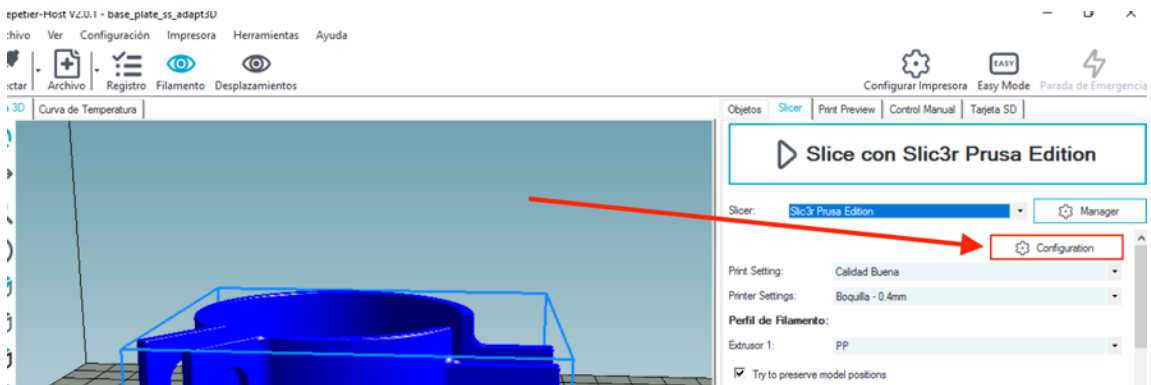 epetier-Host V2.0.1 - base_plate_ss_adapt3D
chivo Ver Configuración Impresora Herramientas Ayuda
ectar Archivo Registro Filamento Desplazamientos Configurar Impresora EASY Easy Mode Parada de Emergencia
3D Curva de Temperatura Objetos Slicer Print Preview Control Manual Tarjeta SD
Slice con Slic3r Prusa Edition
Slicer: Slic3r Prusa Edition Manager
Configuration
Print Setting: Calidad Buena
Printer Settings: Boquilla - 0.4mm
Perfil de Filamento:
Extrusor 1: PP
Try to preserve model positions